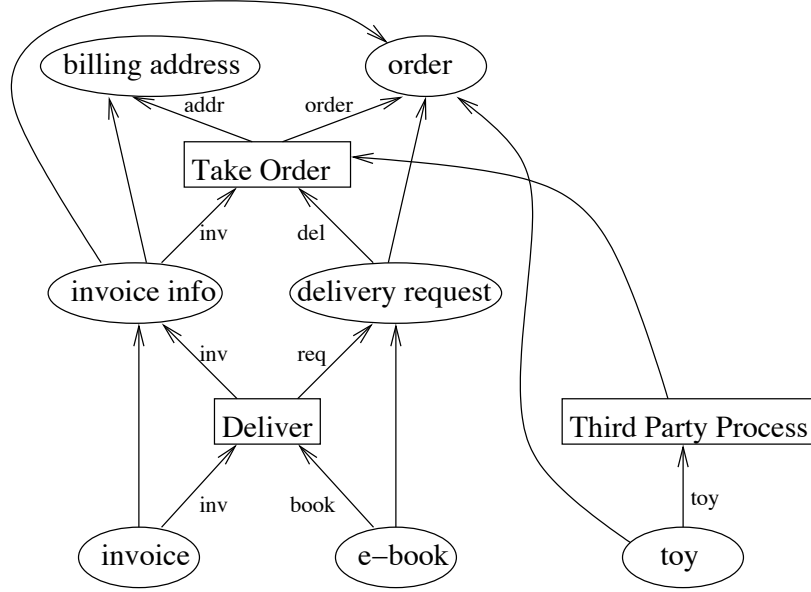 billing address
order
addr
order
Take Order
inv
del
invoice info
delivery request
inv
req
Deliver
Third Party Process
inv
book
toy
invoice
e−book
toy